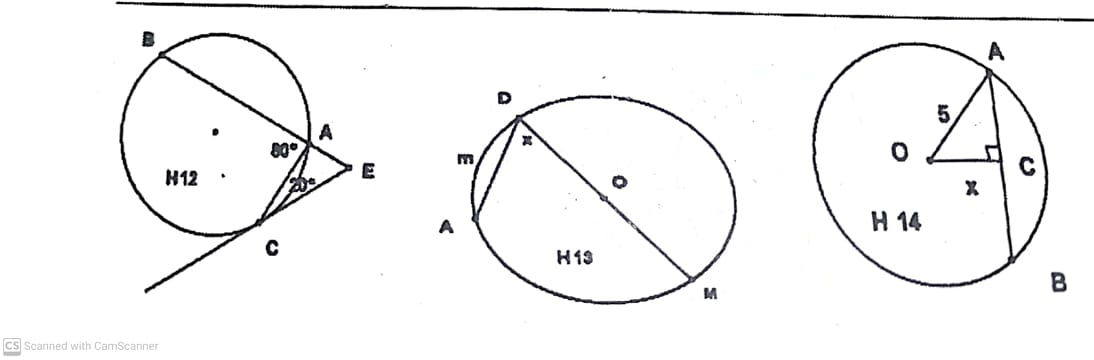 B
A
80°
E
20°
H12
C
D
x
m
O
A
H13
M
A
5
O
C
x
H 14
B
CS Scanned with CamScanner